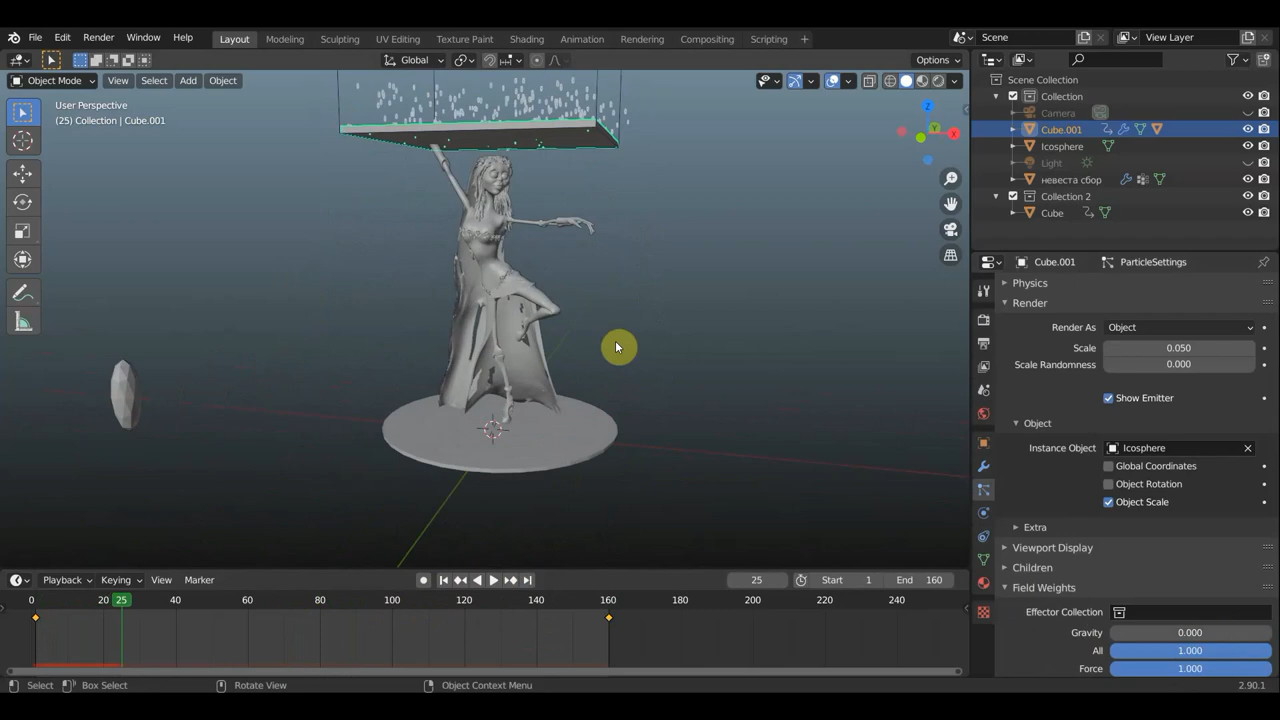 File Edit Render Window Help Layout Modeling Sculpting UV Editing Texture Paint Shading Animation Rendering Compositing Scripting + Scene View Layer
Global Options
Object Mode View Select Add Object
User Perspective
(25) Collection | Cube.001
Z
Y
X
Scene Collection
Collection
Camera
Cube.001
Icosphere
Light
невеста сбор
Collection 2
Cube
Cube.001 ParticleSettings
Physics
Render
Render As Object
Scale 0.050
Scale Randomness 0.000
Show Emitter
Object
Instance Object Icosphere
Global Coordinates
Object Rotation
Object Scale
Extra
Viewport Display
Children
Field Weights
Effector Collection
Gravity 0.000
All 1.000
Force 1.000
Playback Keying View Marker 25 Start 1 End 160
0 20 25 40 60 80 100 120 140 160 180 200 220 240
Select Box Select Rotate View Object Context Menu 2.90.1